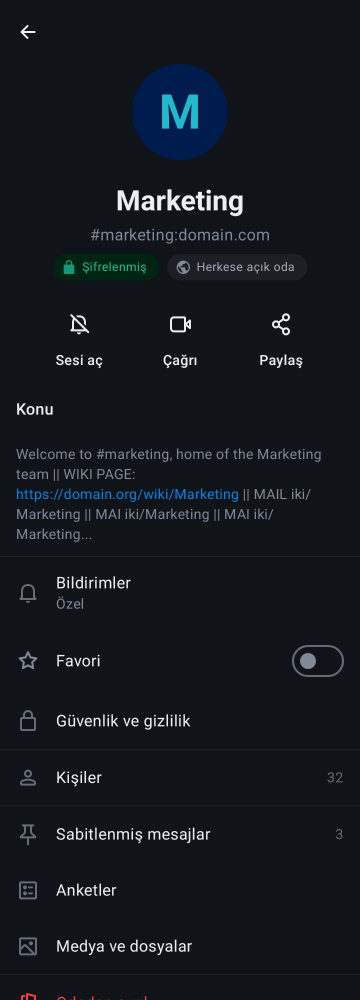 M
Marketing
#marketing:domain.com
Şifrelenmiş
Herkese açık oda
Sesi aç
Çağrı
Paylaş
Konu
Welcome to #marketing, home of the Marketing
team || WIKI PAGE:
https://domain.org/wiki/Marketing || MAIL iki/
Marketing || MAI iki/Marketing || MAI iki/
Marketing...
Bildirimler
Özel
Favori
Güvenlik ve gizlilik
Kişiler 32
Sabitlenmiş mesajlar 3
Anketler
Medya ve dosyalar